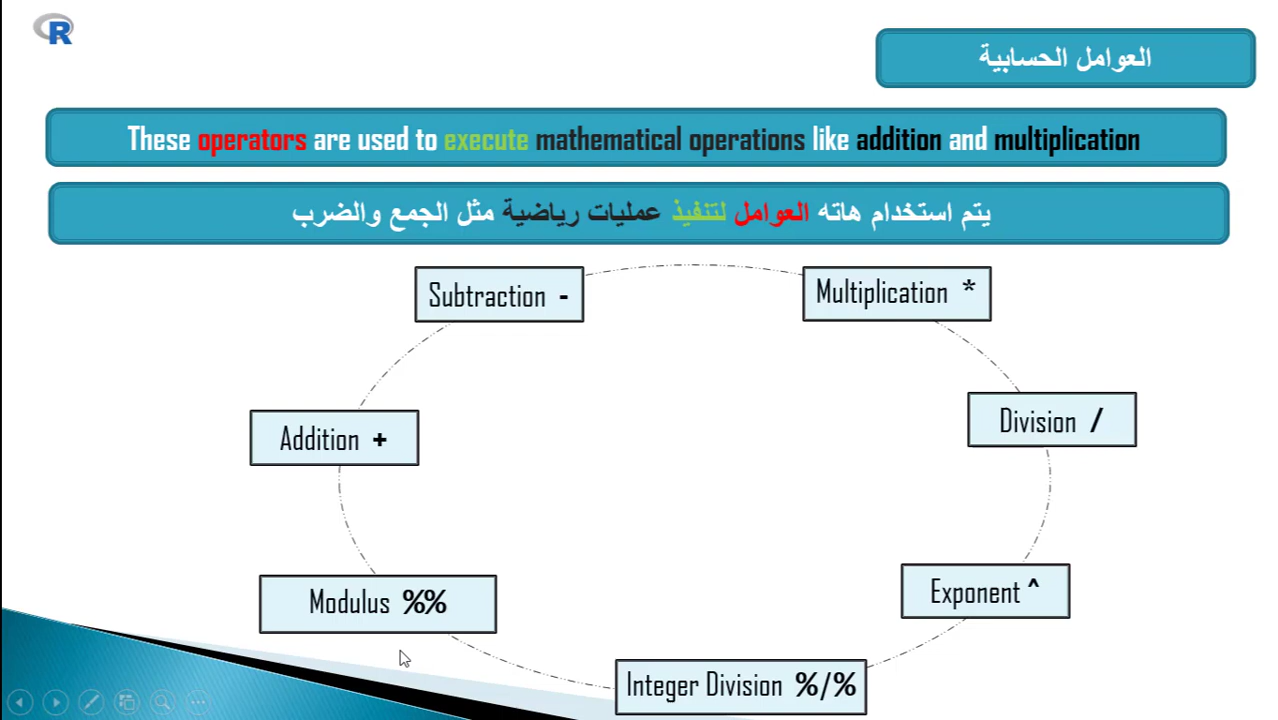 R
العوامل الحسابية
These operators are used to execute mathematical operations like addition and multiplication
يتم استخدام هاته العوامل لتنفيذ عمليات رياضية مثل الجمع والضرب
Subtraction -
Multiplication *
Addition +
Division /
Modulus %%
Exponent ^
Integer Division %/%